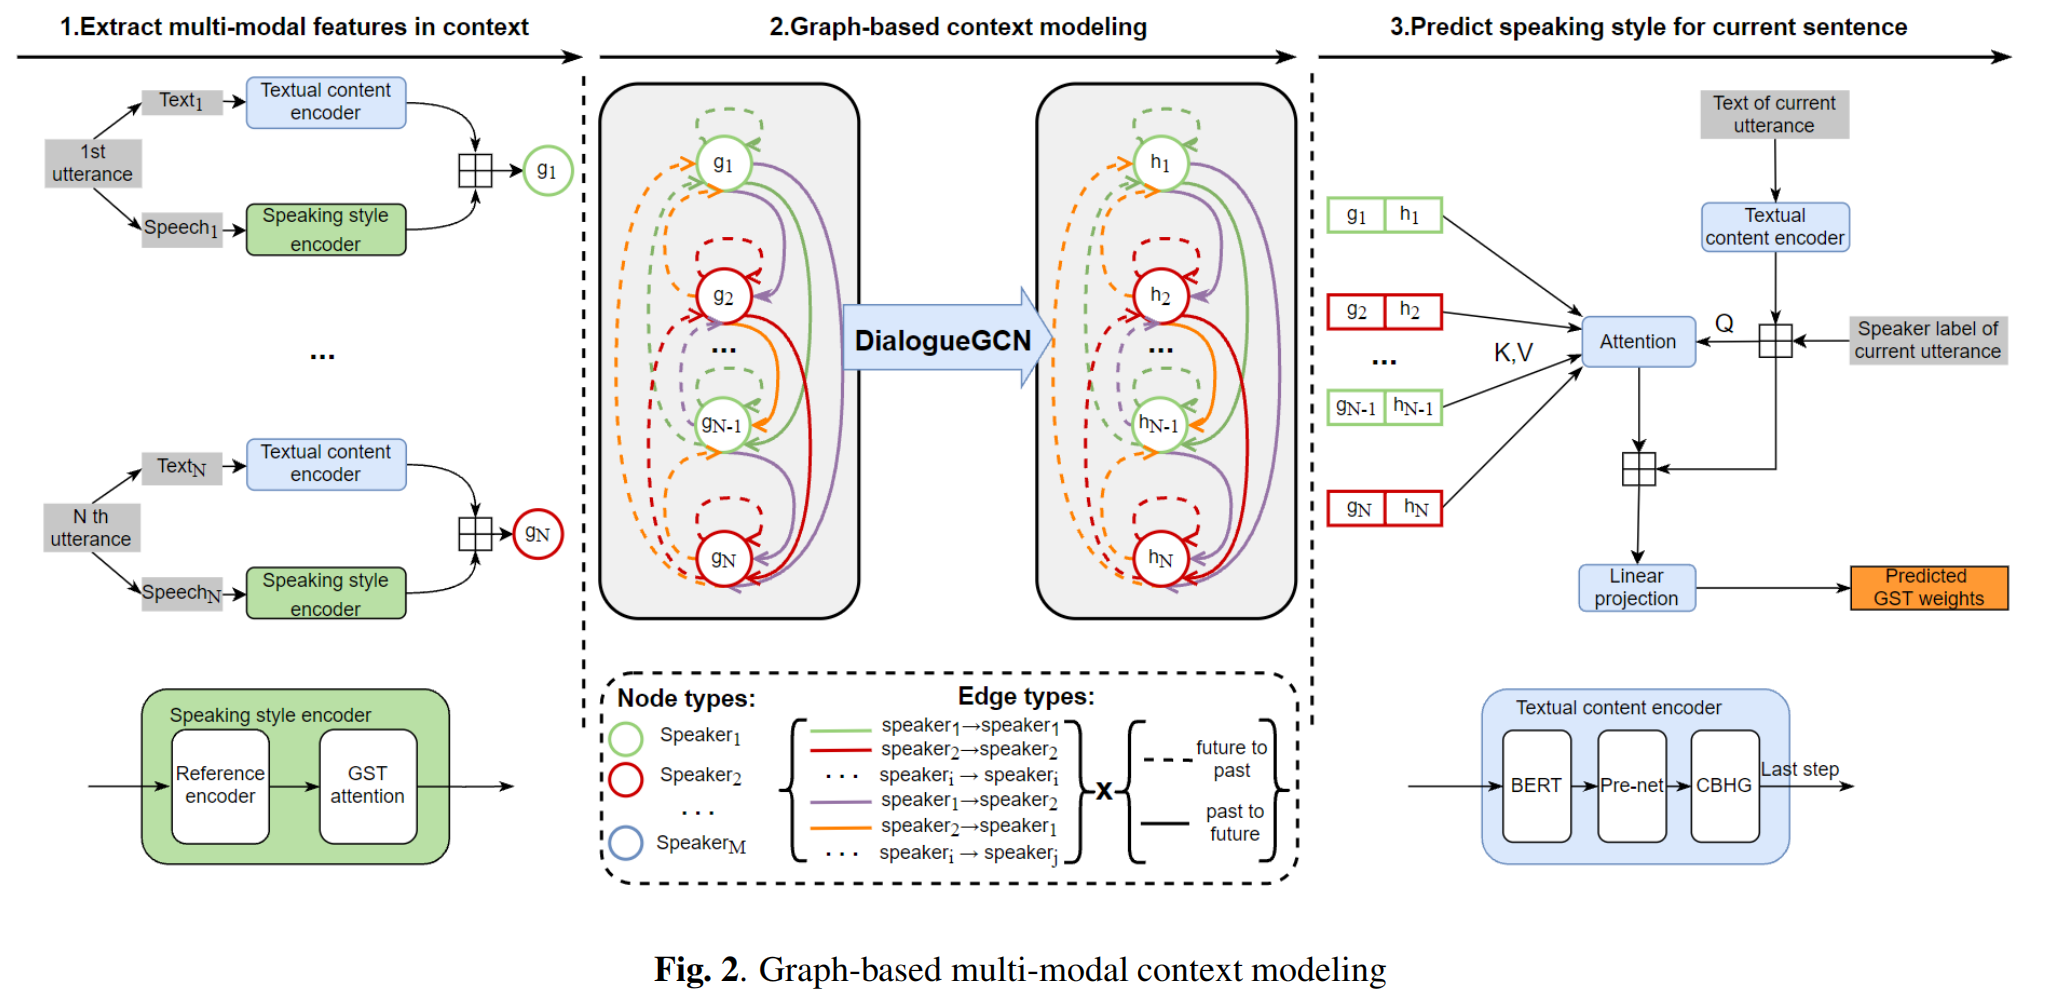 1.Extract multi-modal features in context
2.Graph-based context modeling
3.Predict speaking style for current sentence
Text1
Textual content
encoder
1st
utterance
g1
Speech1
Speaking style
encoder
...
TextN
Textual content
encoder
N th
utterance
gN
SpeechN
Speaking style
encoder
Speaking style encoder
Reference
encoder
GST
attention
g1
g2
...
gN-1
gN
DialogueGCN
h1
h2
...
hN-1
hN
Node types:
Speaker1
Speaker2
...
SpeakerM
Edge types:
speaker1→speaker1
speaker2→speaker2
... speakeri → speakeri
speaker1→speaker2
speaker2→speaker1
... speakeri → speakerj
x
future to
past
past to
future
Text of current
utterance
Textual
content encoder
g1 h1
g2 h2
...
gN-1 hN-1
gN hN
K,V
Attention
Q
Speaker label of
current utterance
Linear
projection
Predicted
GST weights
Textual content encoder
BERT
Pre-net
CBHG
Last step
Fig. 2. Graph-based multi-modal context modeling